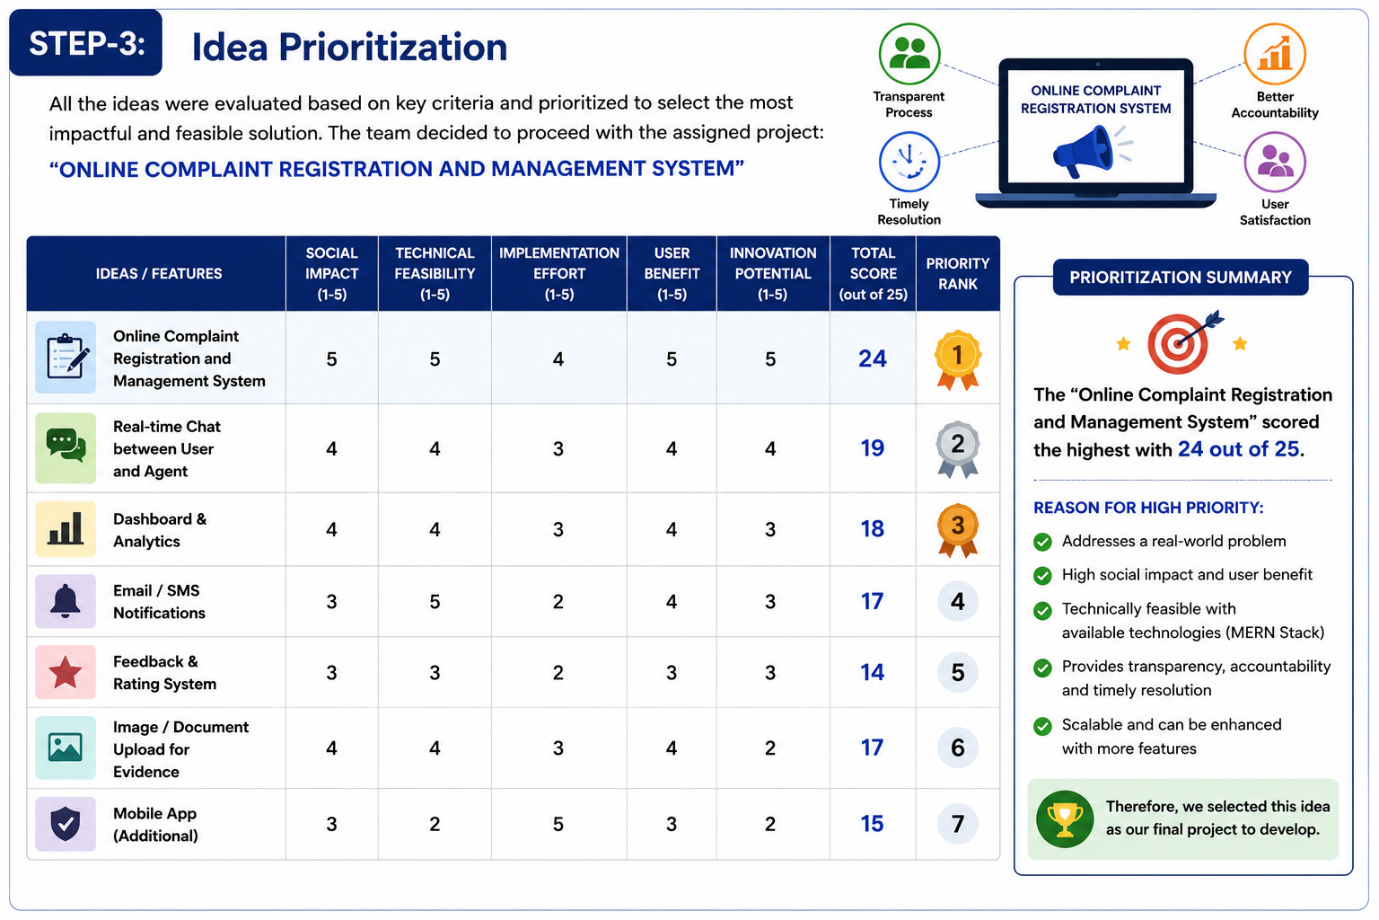 STEP-3:
Idea Prioritization
All the ideas were evaluated based on key criteria and prioritized to select the most
impactful and feasible solution. The team decided to proceed with the assigned project:
“ONLINE COMPLAINT REGISTRATION AND MANAGEMENT SYSTEM”
Transparent
Process
Timely
Resolution
ONLINE COMPLAINT
REGISTRATION SYSTEM
Better
Accountability
User
Satisfaction
IDEAS / FEATURES
SOCIAL
IMPACT
(1-5)
TECHNICAL
FEASIBILITY
(1-5)
IMPLEMENTATION
EFFORT
(1-5)
USER
BENEFIT
(1-5)
INNOVATION
POTENTIAL
(1-5)
TOTAL
SCORE
(out of 25)
PRIORITY
RANK
Online Complaint
Registration and
Management System
5 5 4 5 5 24 1
Real-time Chat
between User
and Agent
4 4 3 4 4 19 2
Dashboard &
Analytics
4 4 3 4 3 18 3
Email / SMS
Notifications
3 5 2 4 3 17 4
Feedback &
Rating System
3 3 2 3 3 14 5
Image / Document
Upload for
Evidence
4 4 3 4 2 17 6
Mobile App
(Additional)
3 2 5 3 2 15 7
PRIORITIZATION SUMMARY
The “Online Complaint Registration
and Management System” scored
the highest with 24 out of 25.
REASON FOR HIGH PRIORITY:
Addresses a real-world problem
High social impact and user benefit
Technically feasible with
available technologies (MERN Stack)
Provides transparency, accountability
and timely resolution
Scalable and can be enhanced
with more features
Therefore, we selected this idea
as our final project to develop.